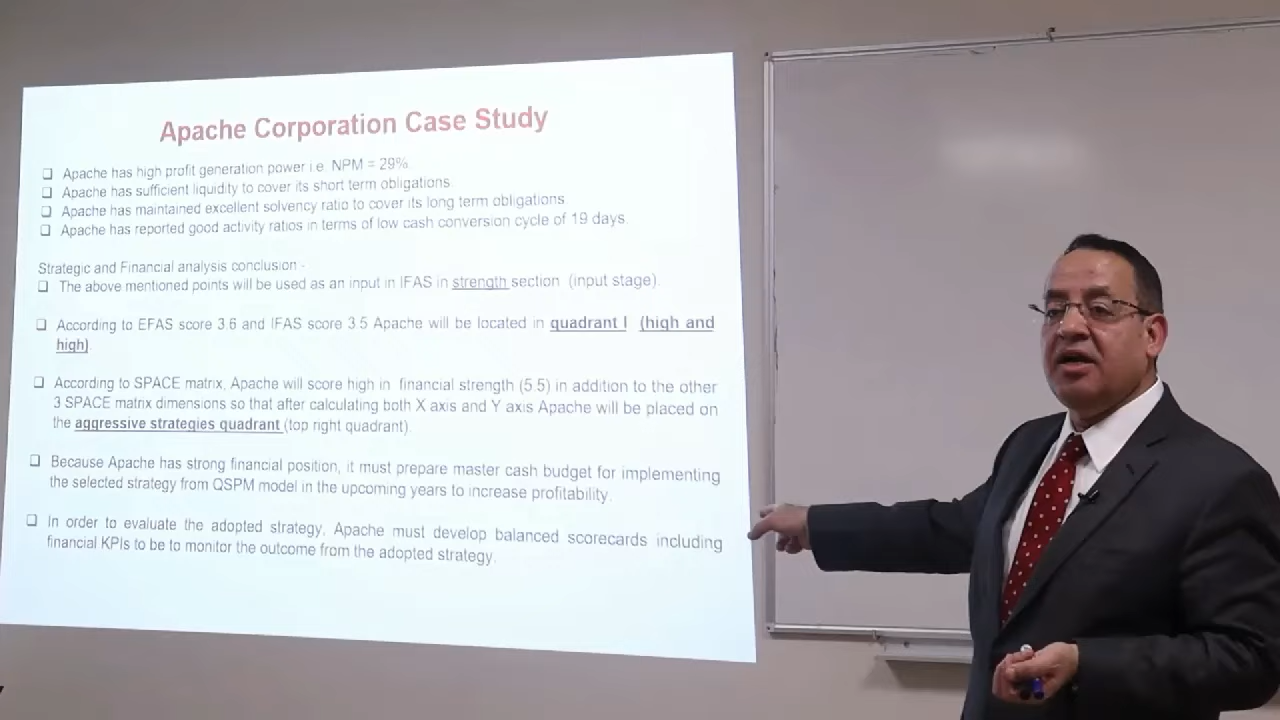 Apache Corporation Case Study
❑ Apache has high profit generation power i.e. NPM = 29%.
❑ Apache has sufficient liquidity to cover its short term obligations.
❑ Apache has maintained excellent solvency ratio to cover its long term obligations.
❑ Apache has reported good activity ratios in terms of low cash conversion cycle of 19 days.
Strategic and Financial analysis conclusion -
❑ The above mentioned points will be used as an input in IFAS in strength section (input stage).
❑ According to EFAS score 3.6 and IFAS score 3.5 Apache will be located in quadrant I (high and
high).
❑ According to SPACE matrix, Apache will score high in financial strength (5.5) in addition to the other
3 SPACE matrix dimensions so that after calculating both X axis and Y axis Apache will be placed on
the aggressive strategies quadrant (top right quadrant).
❑ Because Apache has strong financial position, it must prepare master cash budget for implementing
the selected strategy from QSPM model in the upcoming years to increase profitability.
❑ In order to evaluate the adopted strategy, Apache must develop balanced scorecards including
financial KPIs to be to monitor the outcome from the adopted strategy.